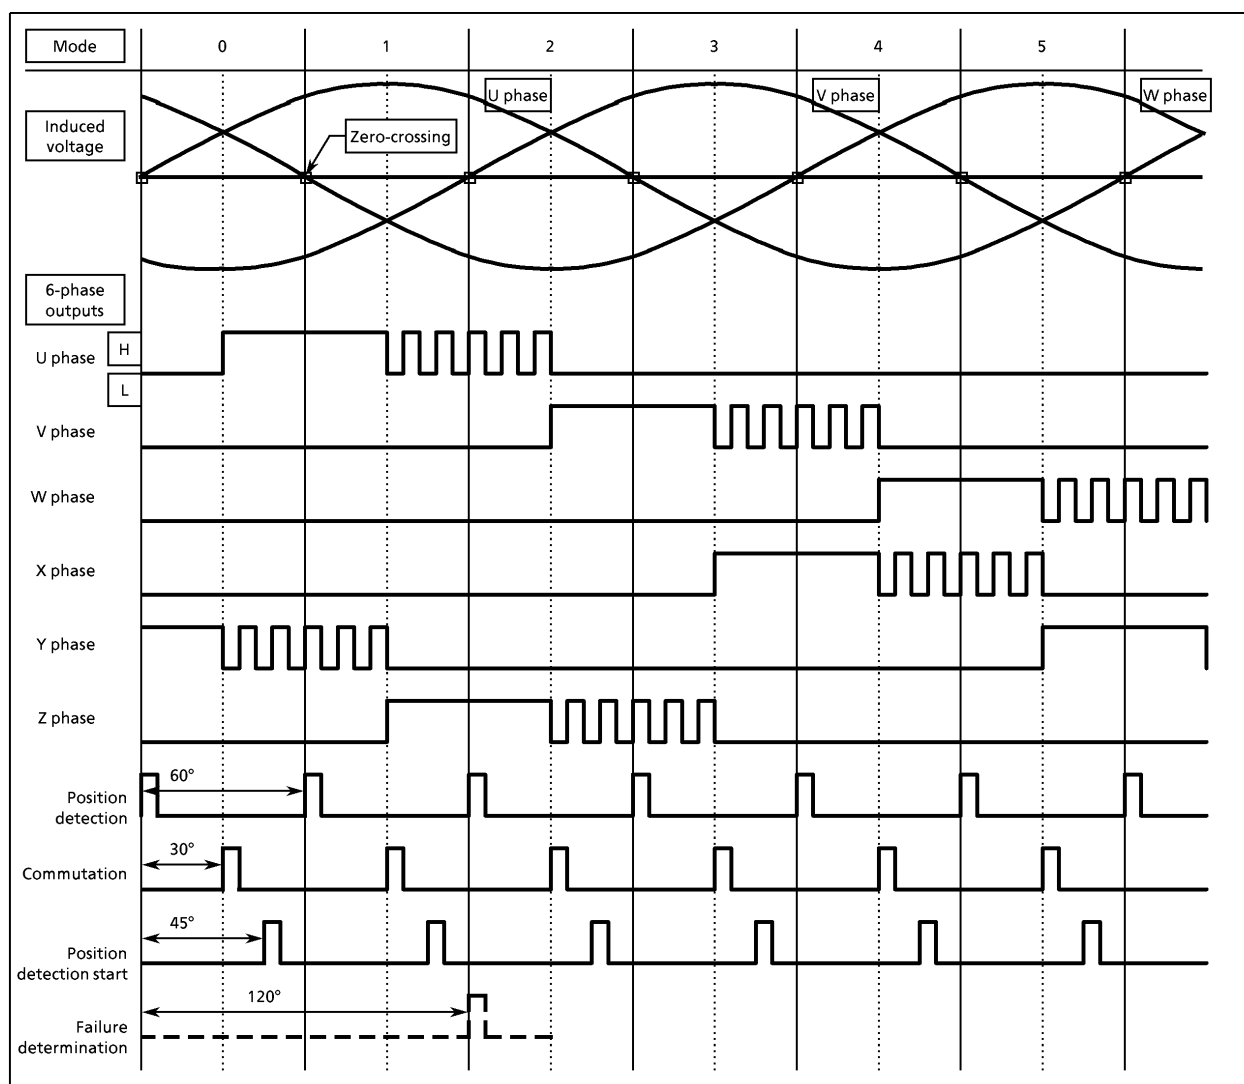 Mode
0
1
2
3
4
5
U phase
V phase
W phase
Induced
voltage
Zero-crossing
6-phase
outputs
H
U phase
L
V phase
W phase
X phase
Y phase
Z phase
60°
Position
detection
30°
Commutation
45°
Position
detection start
120°
Failure
determination